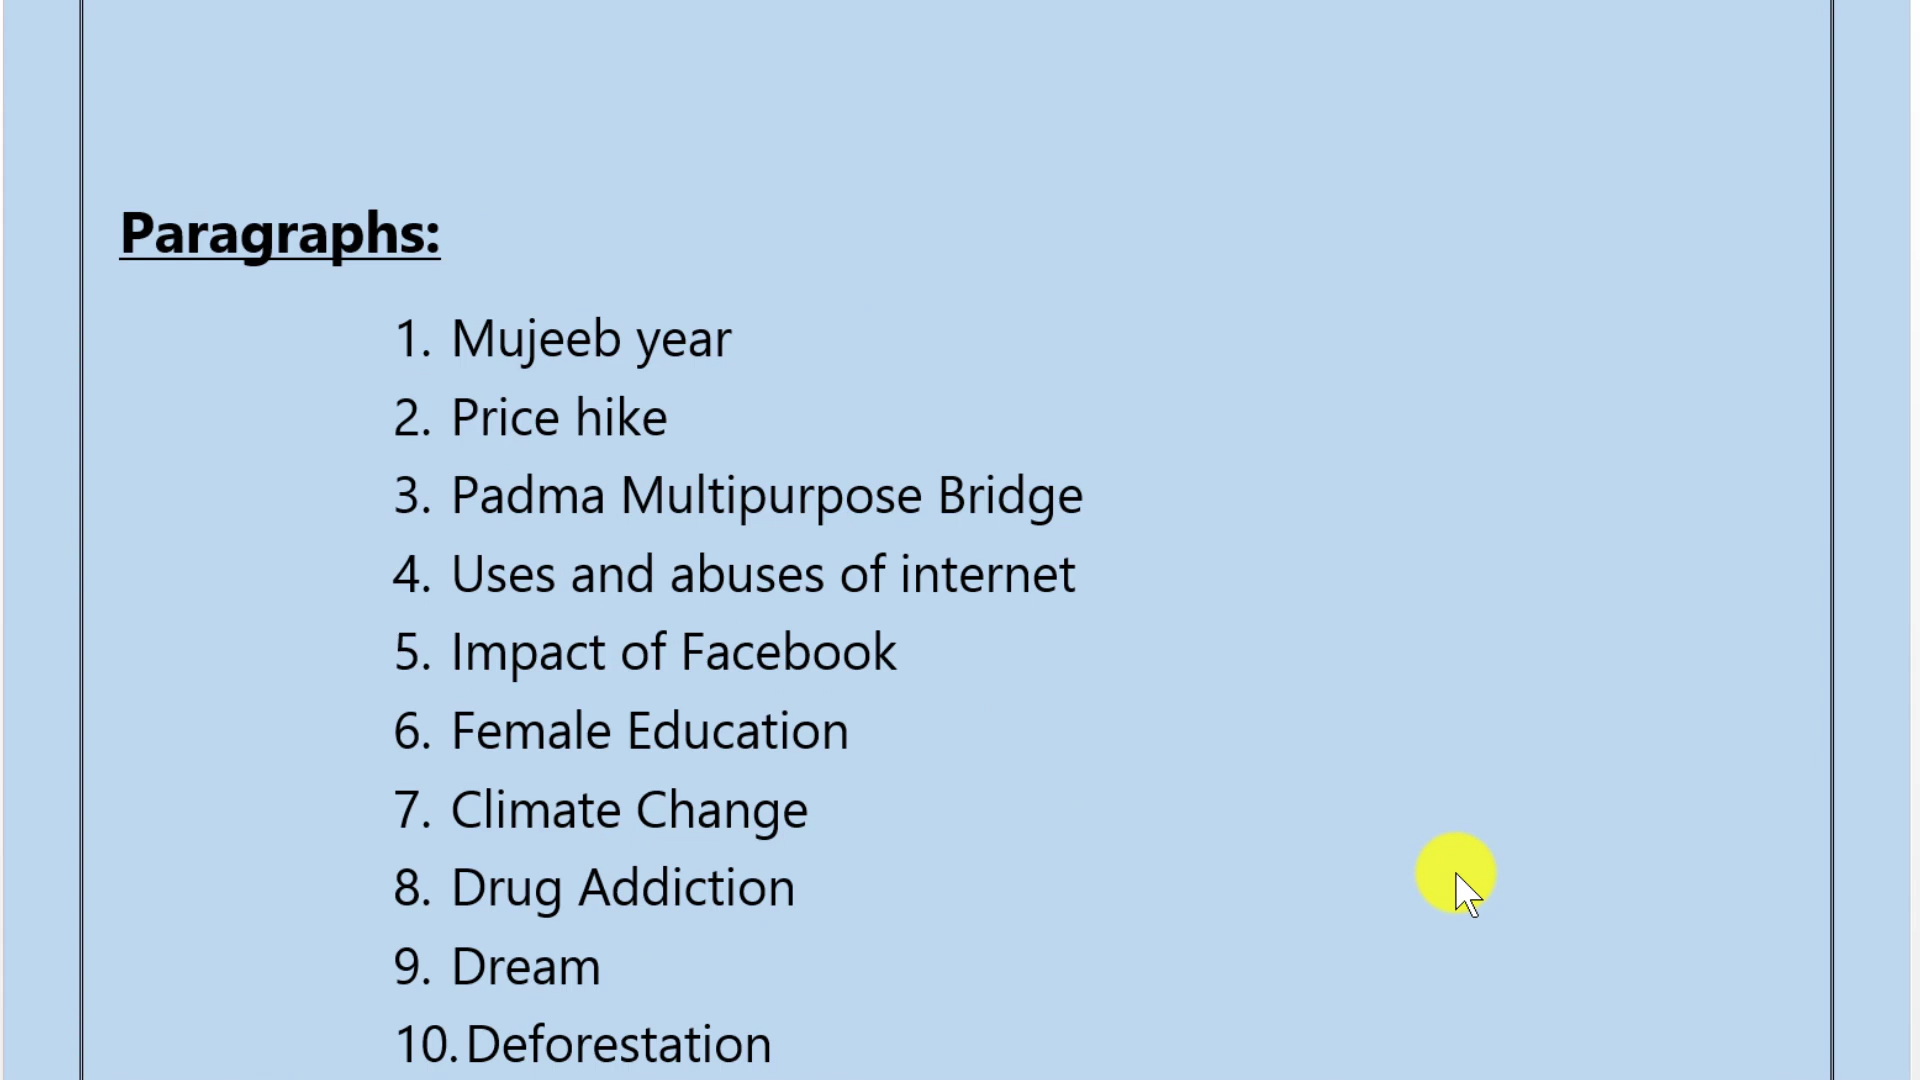 Paragraphs:
1. Mujeeb year
2. Price hike
3. Padma Multipurpose Bridge
4. Uses and abuses of internet
5. Impact of Facebook
6. Female Education
7. Climate Change
8. Drug Addiction
9. Dream
10. Deforestation